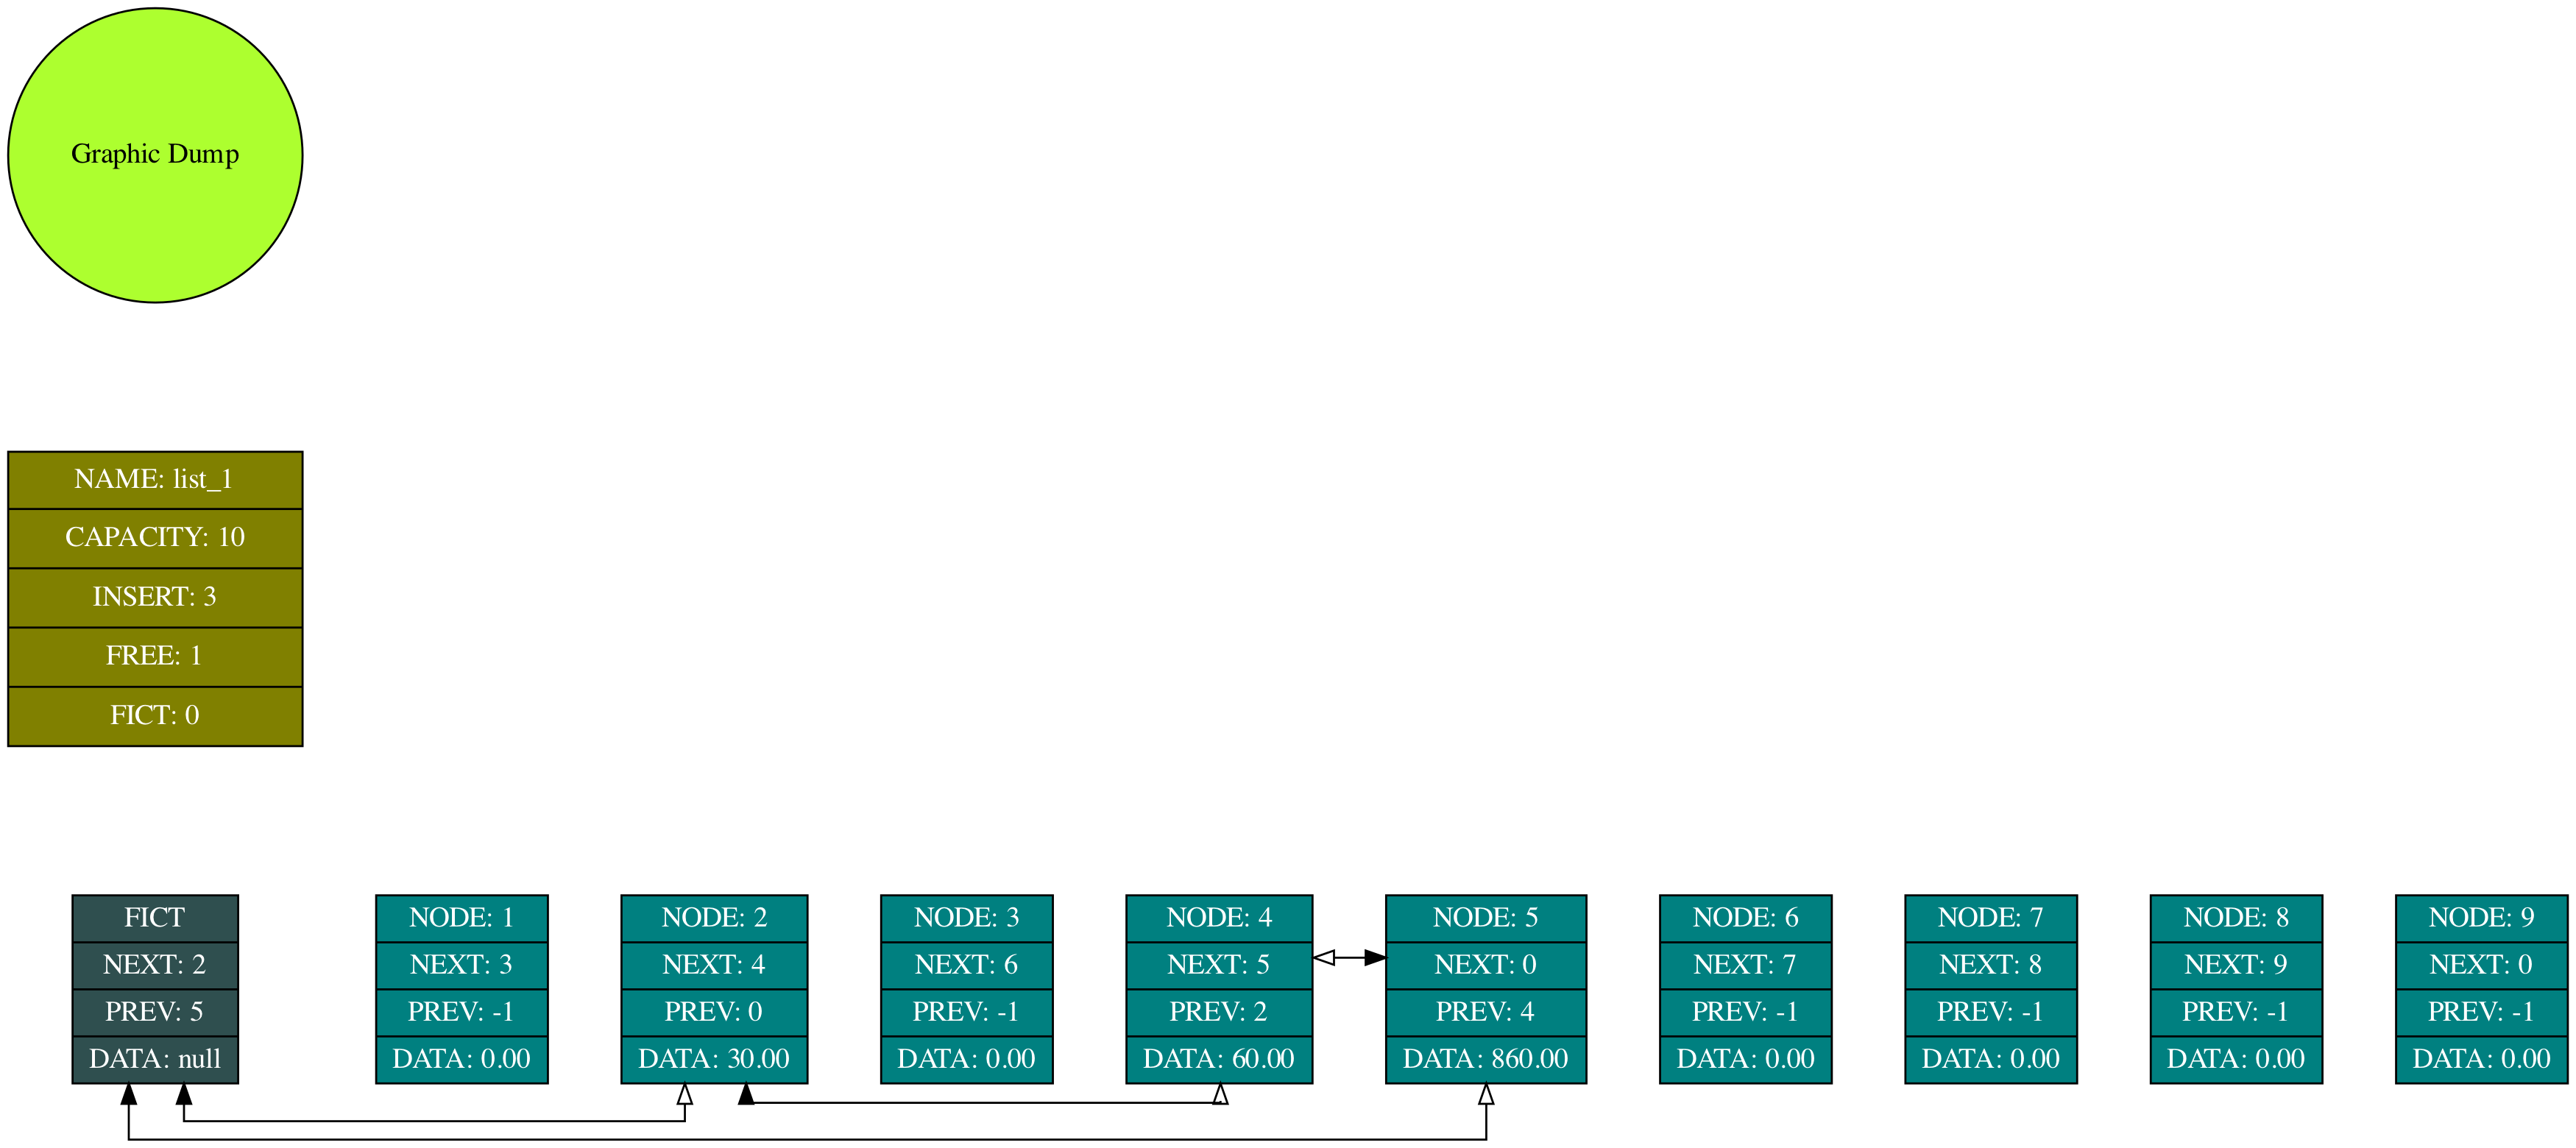 Graphic Dump
NAME: list_1
CAPACITY: 10
INSERT: 3
FREE: 1
FICT: 0
FICT
NEXT: 2
PREV: 5
DATA: null
NODE: 1
NEXT: 3
PREV: -1
DATA: 0.00
NODE: 2
NEXT: 4
PREV: 0
DATA: 30.00
NODE: 3
NEXT: 6
PREV: -1
DATA: 0.00
NODE: 4
NEXT: 5
PREV: 2
DATA: 60.00
NODE: 5
NEXT: 0
PREV: 4
DATA: 860.00
NODE: 6
NEXT: 7
PREV: -1
DATA: 0.00
NODE: 7
NEXT: 8
PREV: -1
DATA: 0.00
NODE: 8
NEXT: 9
PREV: -1
DATA: 0.00
NODE: 9
NEXT: 0
PREV: -1
DATA: 0.00